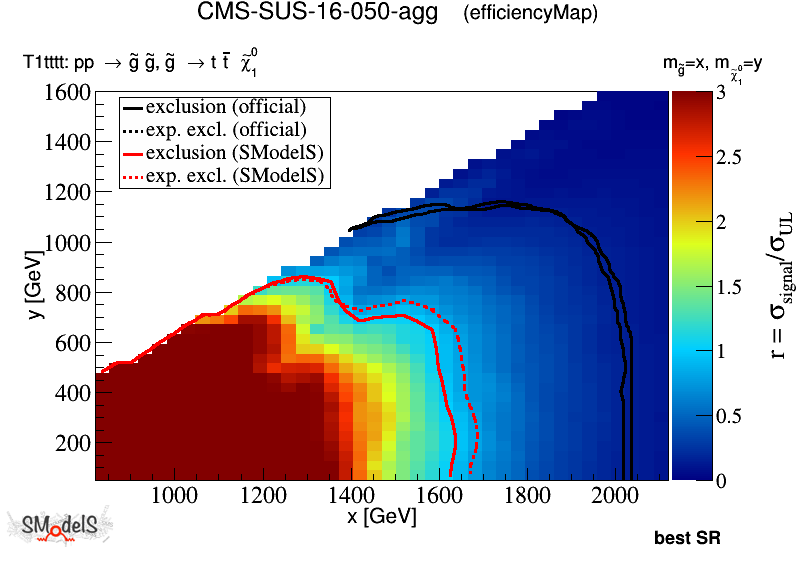 CMS-SUS-16-050-agg (efficiencyMap)
T1tttt: pp → g̃ g̃, g̃ → t t̄ χ̃⁰₁
m_g̃=x, m_χ̃⁰₁=y
exclusion (official)
exp. excl. (official)
exclusion (SModelS)
exp. excl. (SModelS)
1600
1400
1200
1000
800
600
400
200
y [GeV]
1000 1200 1400 1600 1800 2000
x [GeV]
3
2.5
2
1.5
1
0.5
0
r = σ_signal/σ_UL
SModelS
best SR